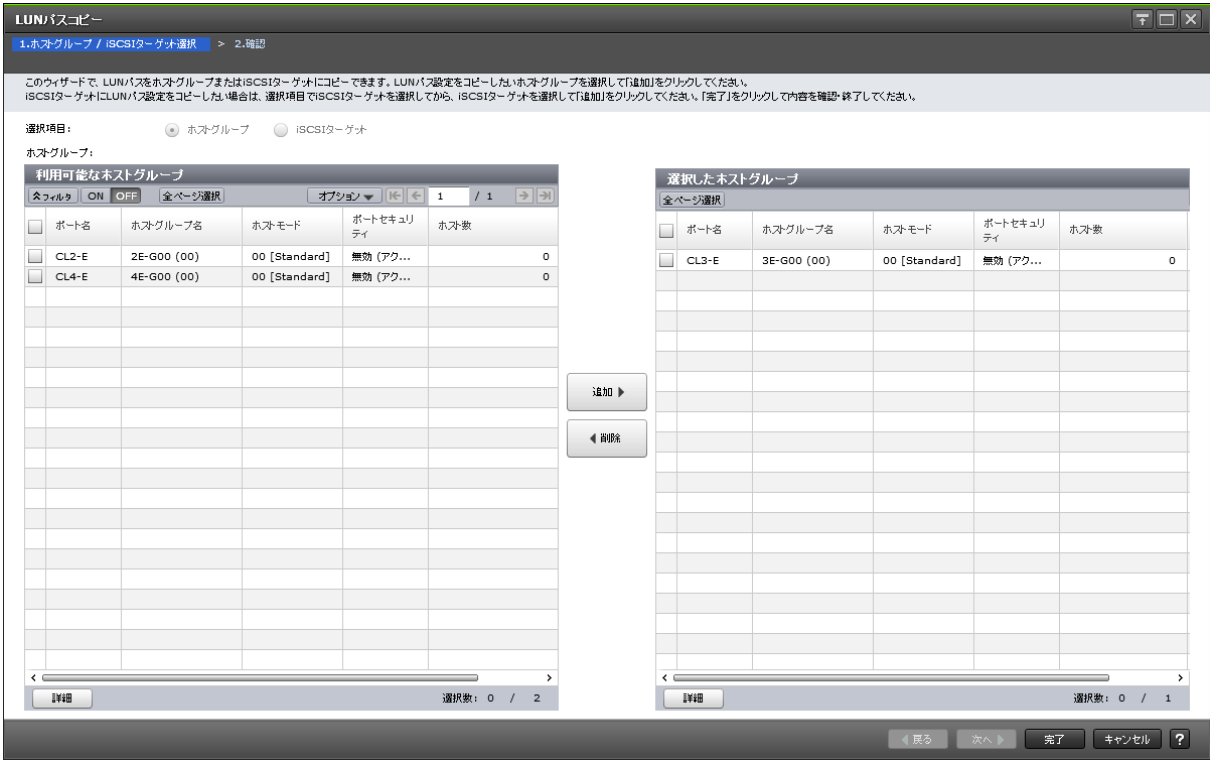 LUNパスコピー
1.ホストグループ / iSCSIターゲット選択 > 2.確認
このウィザードで、LUNパスをホストグループまたはiSCSIターゲットにコピーできます。LUNパス設定をコピーしたいホストグループを選択して「追加」をクリックしてください。
iSCSIターゲットにLUNパス設定をコピーしたい場合は、選択項目でiSCSIターゲットを選択してから、iSCSIターゲットを選択して「追加」をクリックしてください。「完了」をクリックして内容を確認・終了してください。
選択項目: ホストグループ iSCSIターゲット
ホストグループ:
利用可能なホストグループ
フィルタ ON OFF 全ページ選択 オプション 1 / 1
ポート名 ホストグループ名 ホストモード ポートセキュリティ ホスト数
CL2-E 2E-G00 (00) 00 [Standard] 無効 (アク... 0
CL4-E 4E-G00 (00) 00 [Standard] 無効 (アク... 0
詳細 選択数: 0 / 2
追加
削除
選択したホストグループ
全ページ選択
ポート名 ホストグループ名 ホストモード ポートセキュリティ ホスト数
CL3-E 3E-G00 (00) 00 [Standard] 無効 (アク... 0
詳細 選択数: 0 / 1
戻る 次へ 完了 キャンセル ?